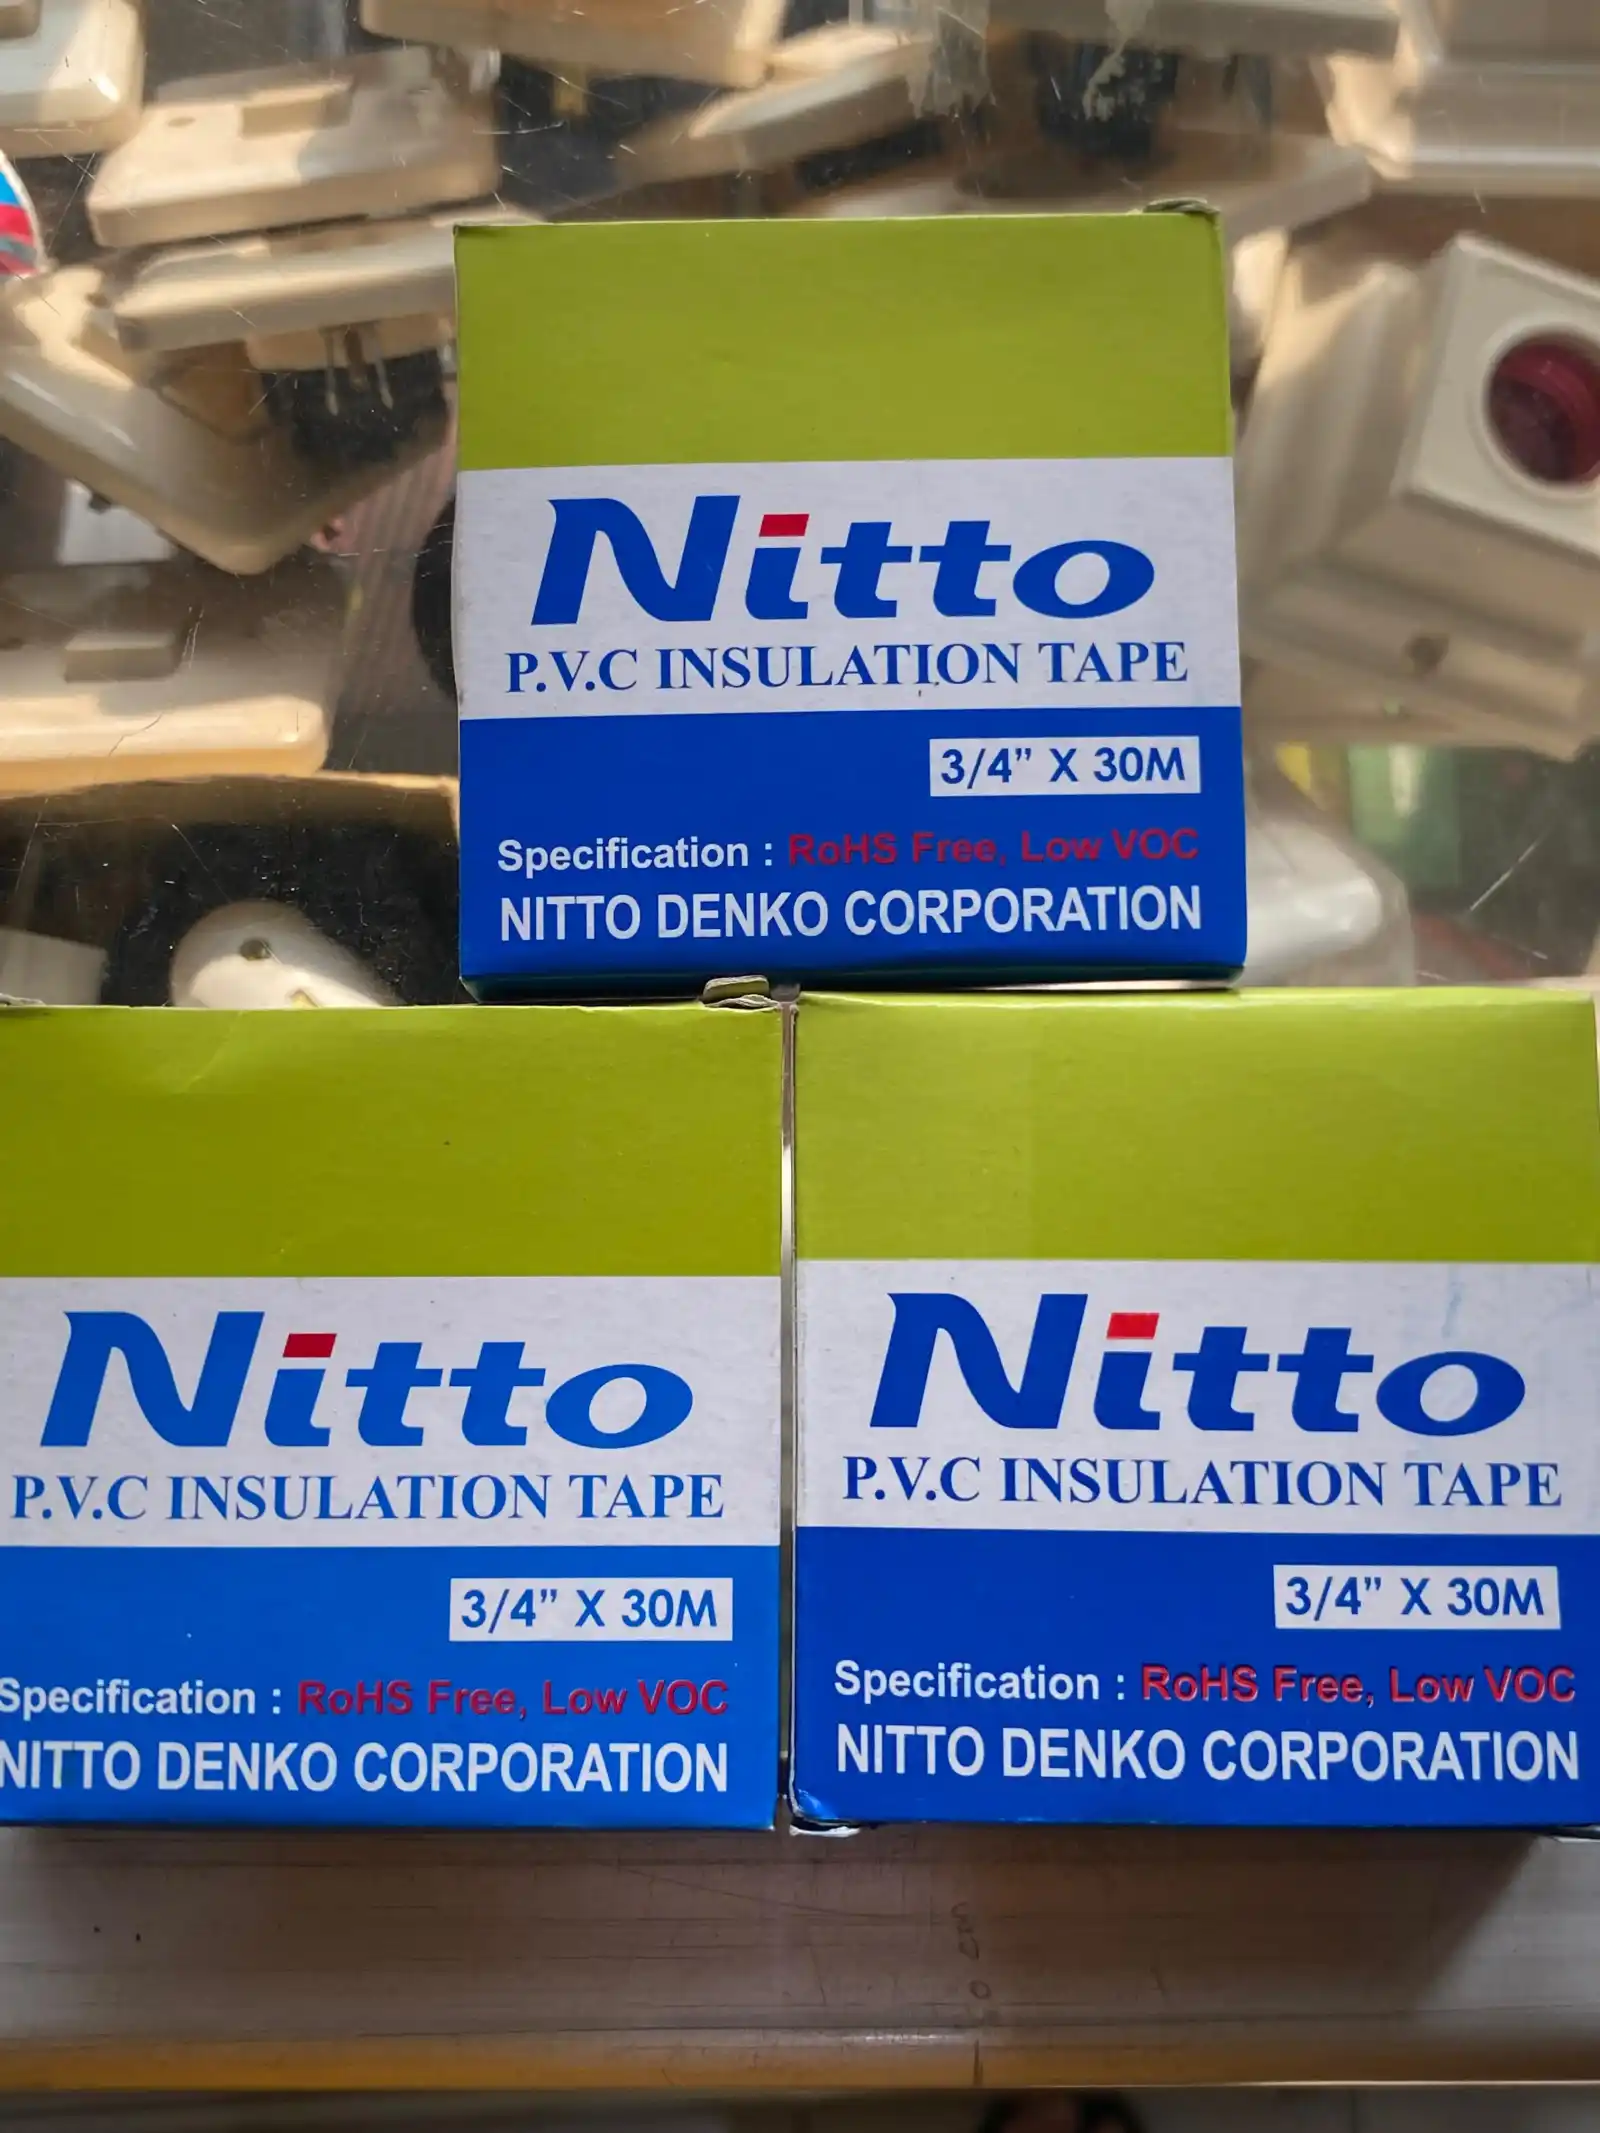 Nitto
P.V.C INSULATION TAPE
3/4” X 30M
Specification : RoHS Free, Low VOC
NITTO DENKO CORPORATION
Nitto
P.V.C INSULATION TAPE
3/4” X 30M
Specification : RoHS Free, Low VOC
NITTO DENKO CORPORATION
Nitto
P.V.C INSULATION TAPE
3/4” X 30M
Specification : RoHS Free, Low VOC
NITTO DENKO CORPORATION